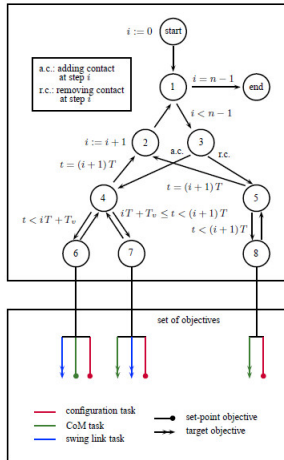 i := 0
start
a.c.: adding contact
at step i
r.c.: removing contact
at step i
1
i = n − 1
end
i < n − 1
i := i + 1
2
3
a.c.
r.c.
t = (i + 1) T
t = (i + 1) T
4
5
t < iT + Tᵥ
iT + Tᵥ ≤ t < (i + 1) T
t < (i + 1) T
6
7
8
set of objectives
configuration task
CoM task
swing link task
set-point objective
target objective